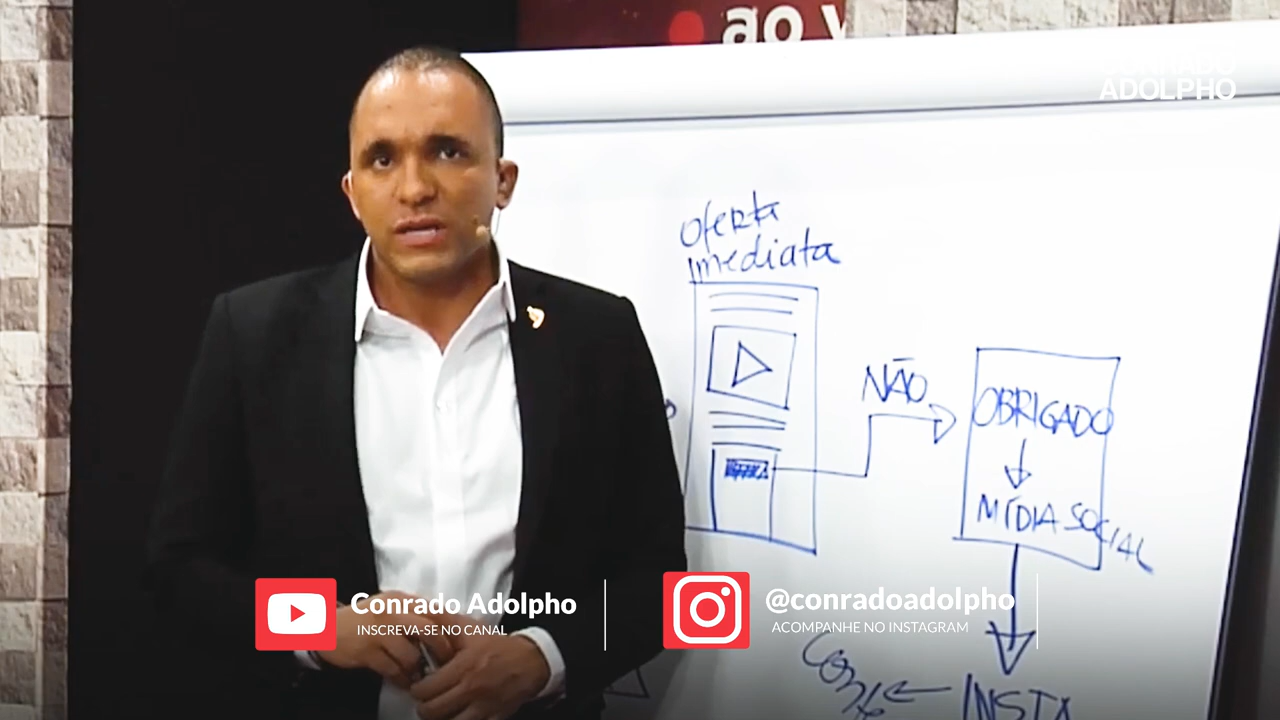 ao v
ADOLPHO
oferta
imediata
NÃO
OBRIGADO
MÍDIA SOCIAL
Conrado Adolpho
INSCREVA-SE NO CANAL
@conradoadolpho
ACOMPANHE NO INSTAGRAM
INSTA